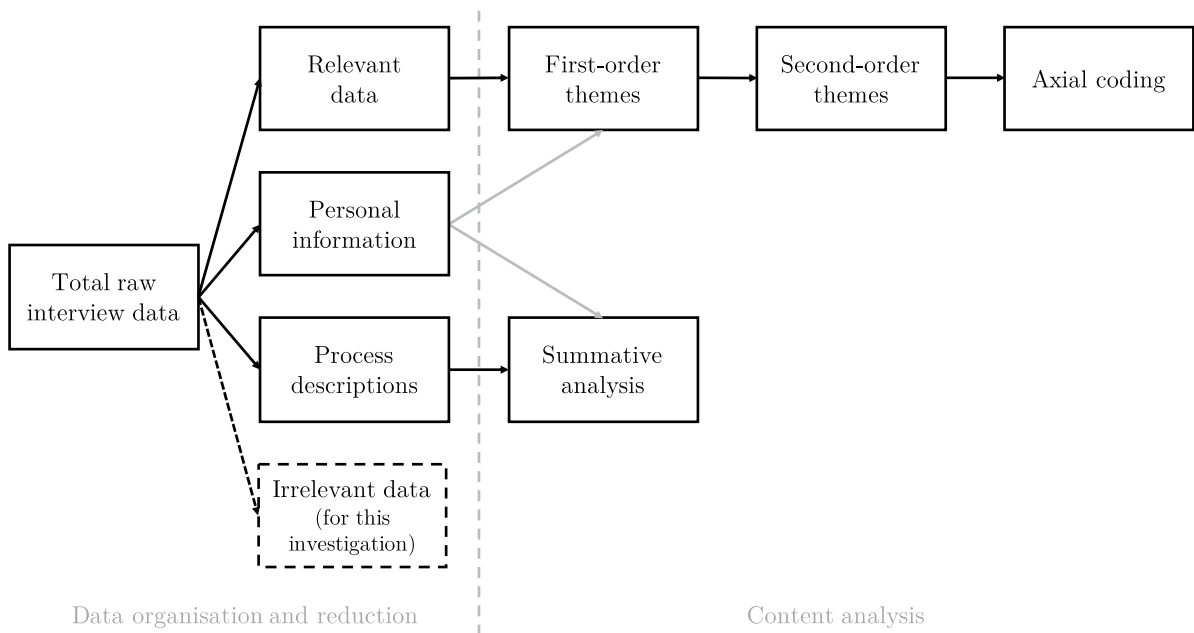 Relevant
data
First-order
themes
Second-order
themes
Axial coding
Personal
information
Total raw
interview data
Process
descriptions
Summative
analysis
Irrelevant data
(for this
investigation)
Data organisation and reduction
Content analysis